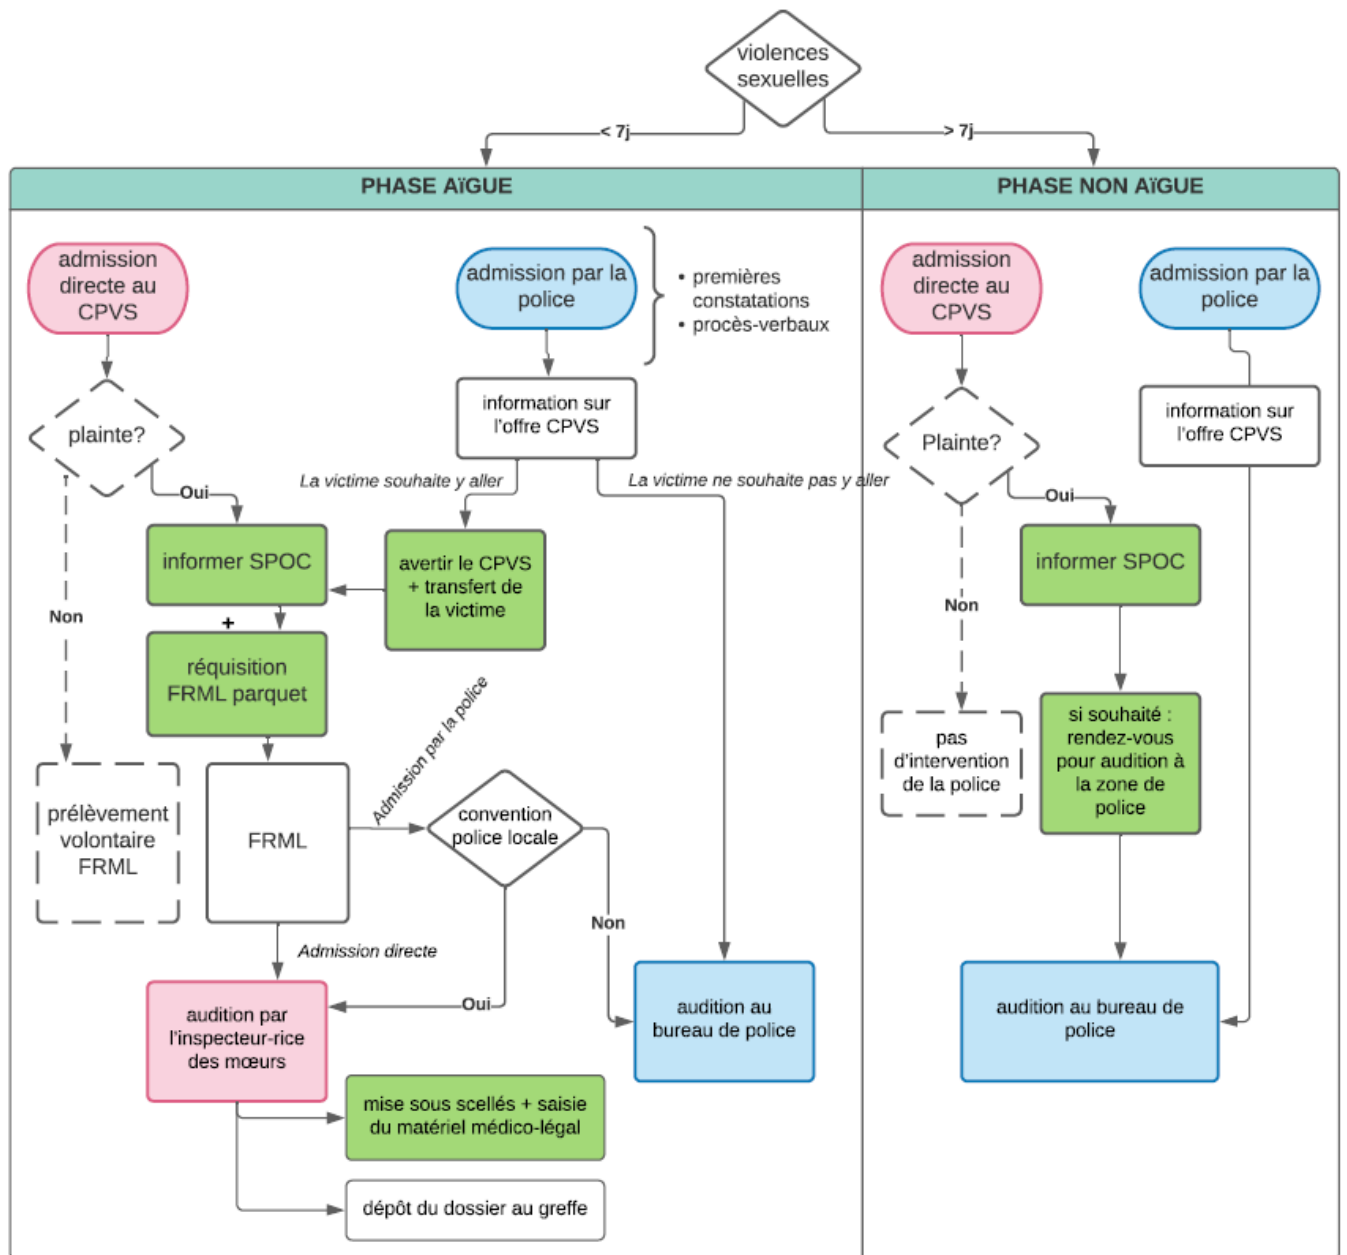 violences
sexuelles
< 7j
> 7j
PHASE AïGUE
PHASE NON AïGUE
admission
directe au
CPVS
admission par la
police
• premières
constatations
• procès-verbaux
admission
directe au
CPVS
admission par la
police
plainte?
information sur
l'offre CPVS
Plainte?
information sur
l'offre CPVS
La victime souhaite y aller
La victime ne souhaite pas y aller
Oui
Oui
informer SPOC
avertir le CPVS
+ transfert de
la victime
informer SPOC
Non
Non
+
réquisition
FRML parquet
Admission par la police
si souhaité :
rendez-vous
pour audition à
la zone de
police
pas
d'intervention
de la police
prélèvement
volontaire
FRML
FRML
convention
police locale
Non
Admission directe
Oui
audition par
l'inspecteur-rice
des mœurs
audition au
bureau de police
audition au bureau de
police
mise sous scellés + saisie
du matériel médico-légal
dépôt du dossier au greffe